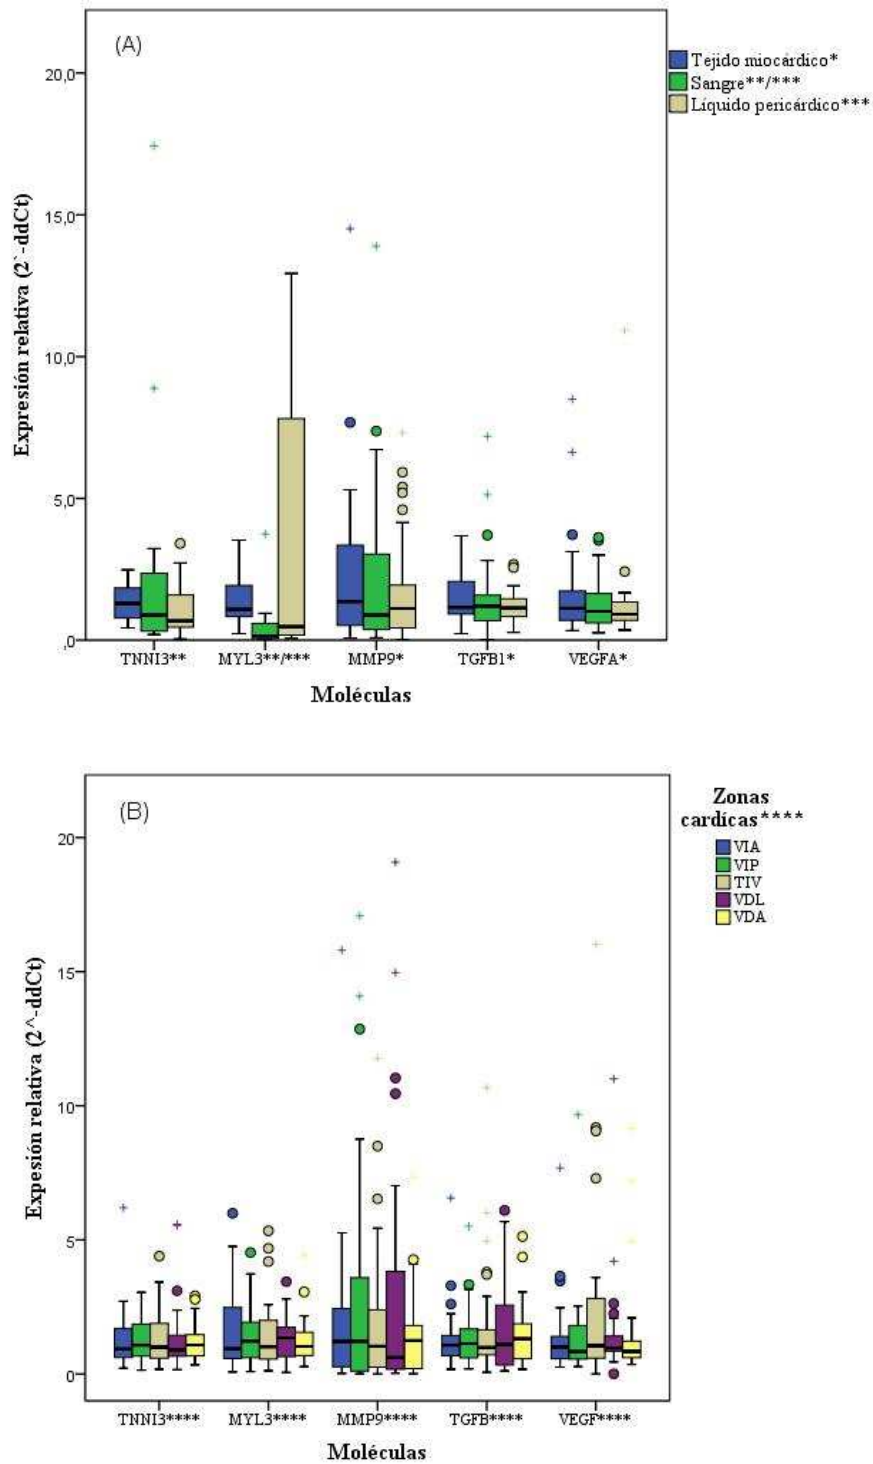 (A)
Tejido miocárdico*
Sangre**/***
Líquido pericárdico***
Expresión relativa (2`-ddCt)
20,0
15,0
10,0
5,0
,0
TNNI3** MYL3**/*** MMP9* TGFB1* VEGFA*
Moléculas
(B)
Zonas
cardícas****
VIA
VIP
TIV
VDL
VDA
Expesión relativa (2^-ddCt)
20
15
10
5
0
TNNI3**** MYL3**** MMP9**** TGFB**** VEGF****
Moléculas